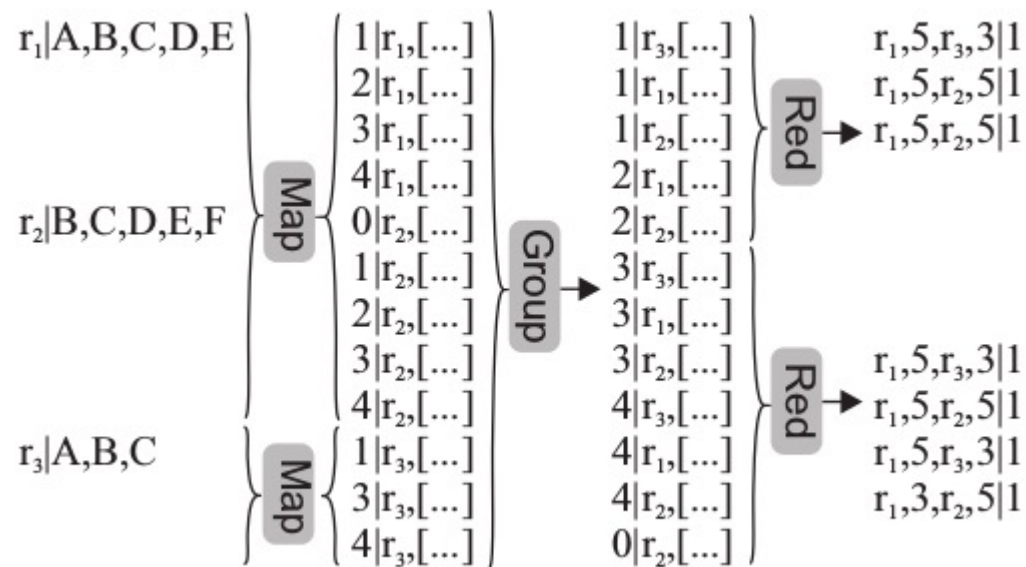 r₁|A,B,C,D,E 1|r₁,[...] 1|r₃,[...] r₁,5,r₃,3|1
2|r₁,[...] 1|r₁,[...] r₁,5,r₂,5|1
3|r₁,[...] 1|r₂,[...] Red r₁,5,r₂,5|1
4|r₁,[...] 2|r₁,[...]
r₂|B,C,D,E,F Map 0|r₂,[...] 2|r₂,[...]
1|r₂,[...] Group 3|r₃,[...]
2|r₂,[...] 3|r₁,[...]
3|r₂,[...] 3|r₂,[...] r₁,5,r₃,3|1
4|r₂,[...] 4|r₃,[...] Red r₁,5,r₂,5|1
r₃|A,B,C 1|r₃,[...] 4|r₁,[...] r₁,5,r₃,3|1
Map 3|r₃,[...] 4|r₂,[...] r₁,3,r₂,5|1
4|r₃,[...] 0|r₂,[...]